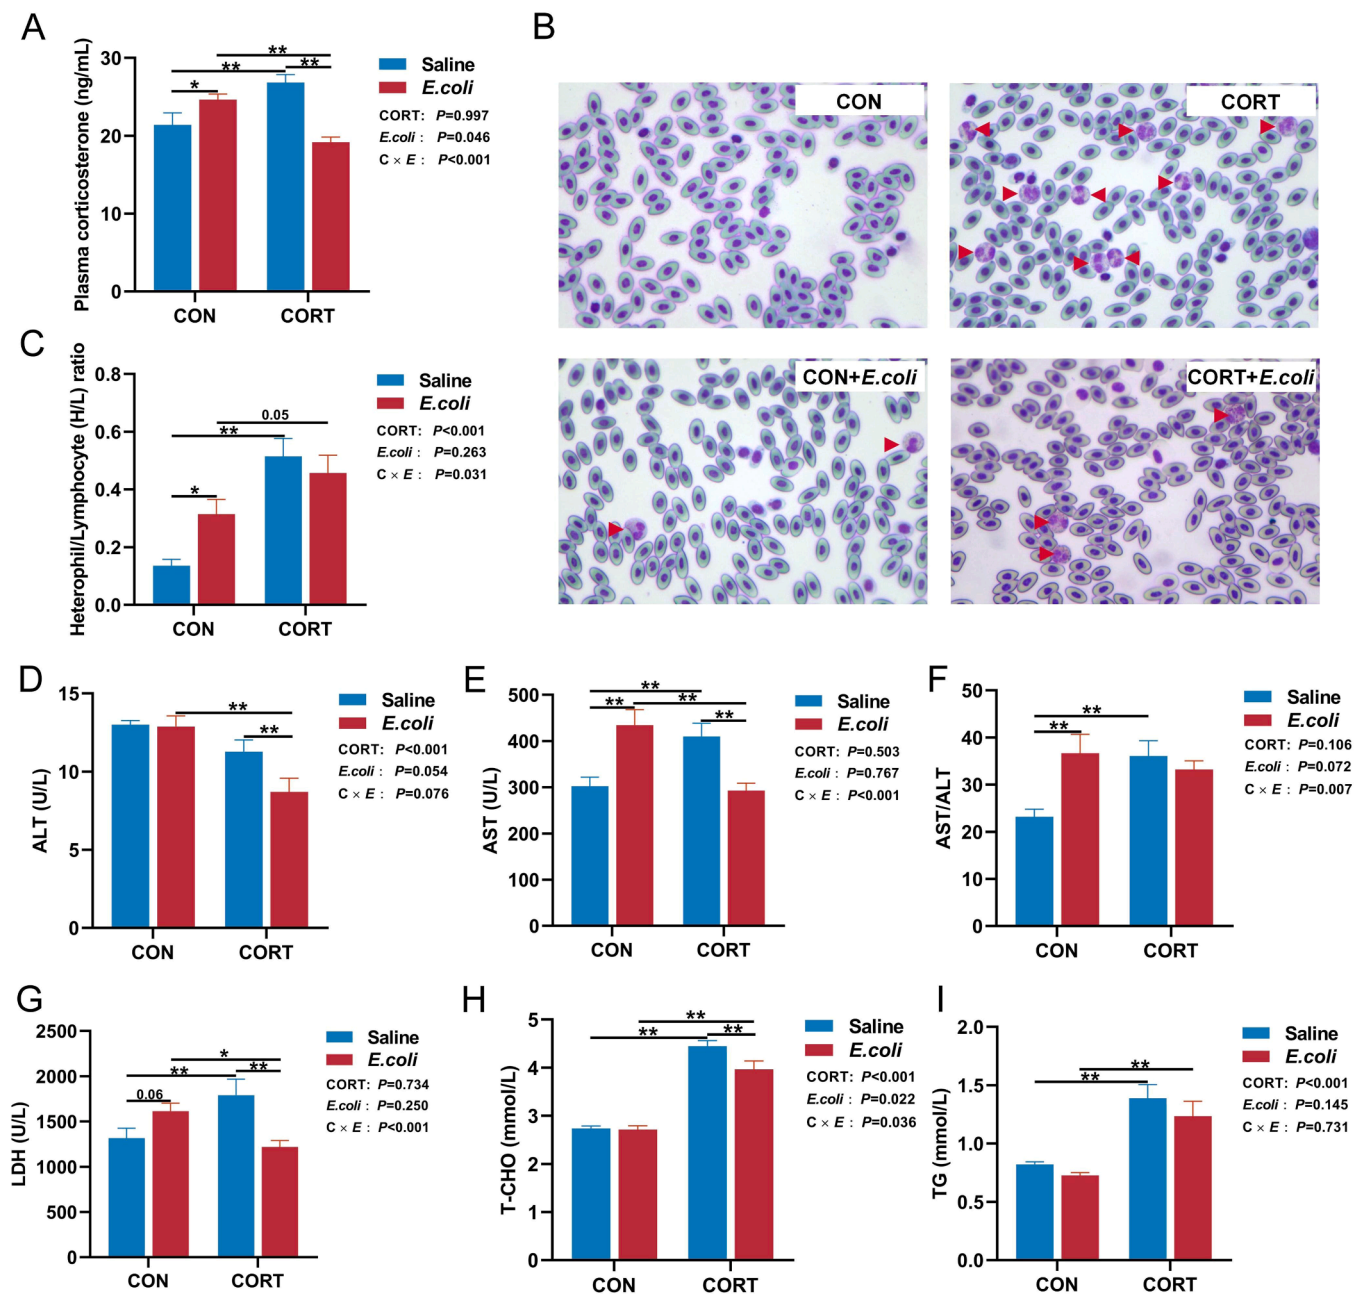 A
Plasma corticosterone (ng/mL)
30
20
10
0
**
**
**
*
CON
CORT
Saline
E.coli
CORT: P=0.997
E.coli : P=0.046
C × E : P<0.001
B
CON
CORT
CON+E.coli
CORT+E.coli
C
Heterophil/Lymphocyte (H/L) ratio
0.8
0.6
0.4
0.2
0.0
0.05
**
*
CON
CORT
Saline
E.coli
CORT: P<0.001
E.coli : P=0.263
C × E : P=0.031
D
ALT (U/L)
15
10
5
0
**
**
CON
CORT
Saline
E.coli
CORT: P<0.001
E.coli : P=0.054
C × E : P=0.076
E
AST (U/L)
500
400
300
200
100
0
**
**
**
**
CON
CORT
Saline
E.coli
CORT: P=0.503
E.coli : P=0.767
C × E : P<0.001
F
AST/ALT
50
40
30
20
10
0
**
**
CON
CORT
Saline
E.coli
CORT: P=0.106
E.coli : P=0.072
C × E : P=0.007
G
LDH (U/L)
2500
2000
1500
1000
500
0
*
**
**
0.06
CON
CORT
Saline
E.coli
CORT: P=0.734
E.coli : P=0.250
C × E : P<0.001
H
T-CHO (mmol/L)
5
4
3
2
1
0
**
**
**
CON
CORT
Saline
E.coli
CORT: P<0.001
E.coli : P=0.022
C × E : P=0.036
I
TG (mmol/L)
2.0
1.5
1.0
0.5
0.0
**
**
CON
CORT
Saline
E.coli
CORT: P<0.001
E.coli : P=0.145
C × E : P=0.731